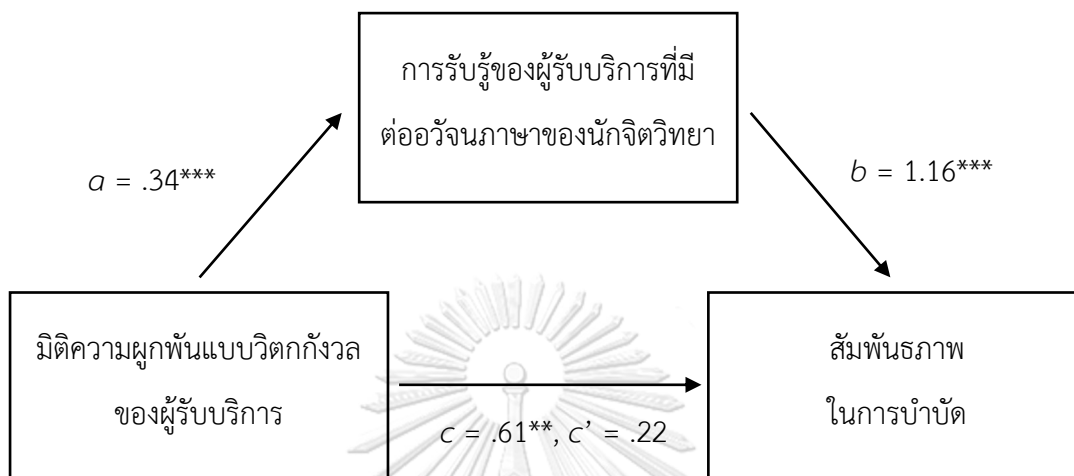 การรับรู้ของผู้รับบริการที่มี
ต่ออวัจนภาษาของนักจิตวิทยา
a = .34***
b = 1.16***
มิติความผูกพันแบบวิตกกังวล
ของผู้รับบริการ
สัมพันธภาพ
ในการบำบัด
c = .61**, c’ = .22